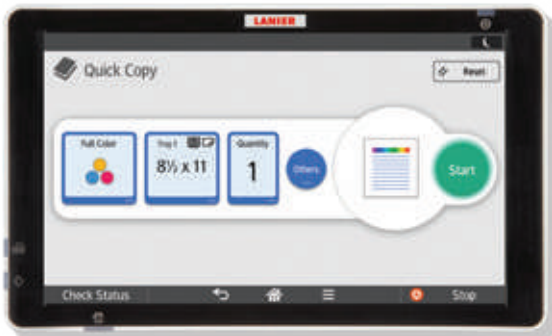 LANIER
Quick Copy
Reset
Full Color
Tray 1
8½ x 11
Quantity
1
Others
Start
Check Status
Stop